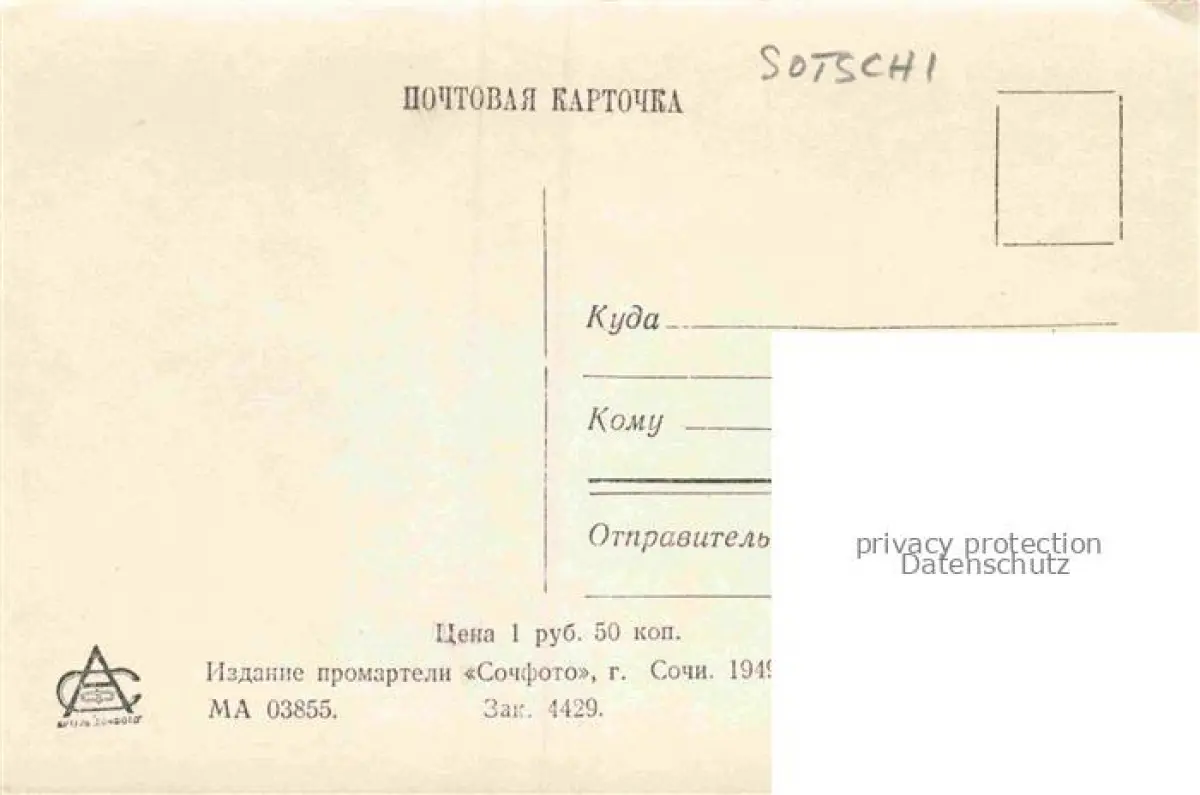 SOTSCHI
ПОЧТОВАЯ КАРТОЧКА
Куда
Кому
Отправитель
privacy protection
Datenschutz
Цена 1 руб. 50 коп.
Издание промартели «Сочфото», г. Сочи. 1949
МА 03855. Зак. 4429.